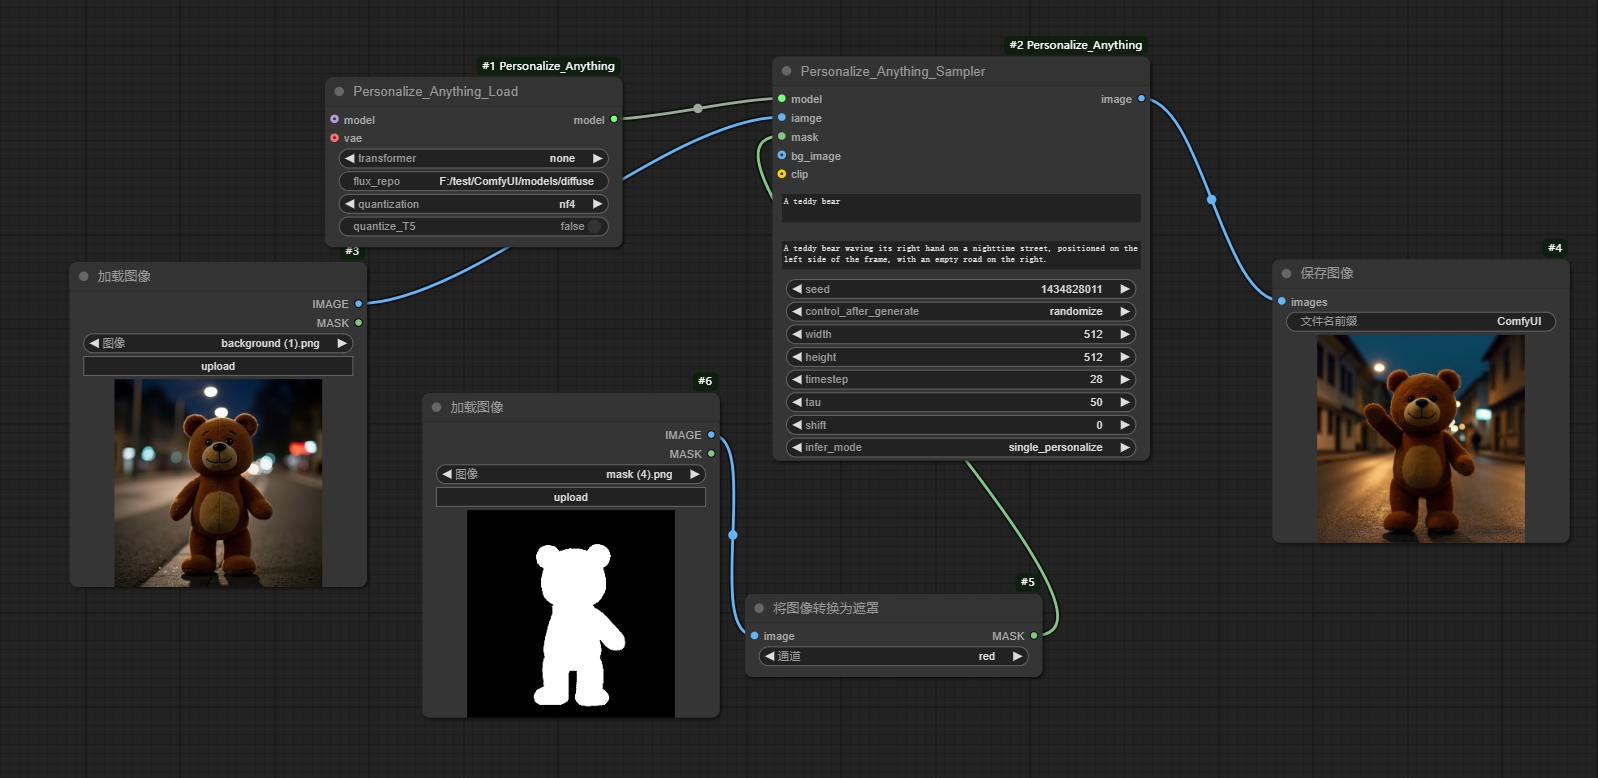 #1 Personalize_Anything
Personalize_Anything_Load
model model
vae
transformer none
flux_repo F:/test/ComfyUI/models/diffuse
quantization nf4
quantize_T5 false
#3
加载图像
IMAGE
MASK
图像 background (1).png
upload
#6
加载图像
IMAGE
MASK
图像 mask (4).png
upload
#2 Personalize_Anything
Personalize_Anything_Sampler
model image
iamge
mask
bg_image
clip
A teddy bear
A teddy bear waving its right hand on a nighttime street, positioned on the
left side of the frame, with an empty road on the right.
seed 1434828011
control_after_generate randomize
width 512
height 512
timestep 28
tau 50
shift 0
infer_mode single_personalize
#5
将图像转换为遮罩
image MASK
通道 red
#4
保存图像
images
文件名前缀 ComfyUI